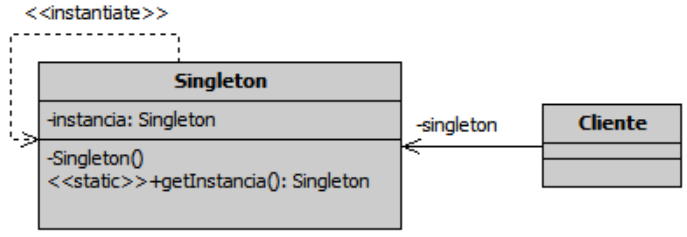 <<instantiate>>
Singleton
-instancia: Singleton
-Singleton()
<<static>>+getInstancia(): Singleton
-singleton
Cliente